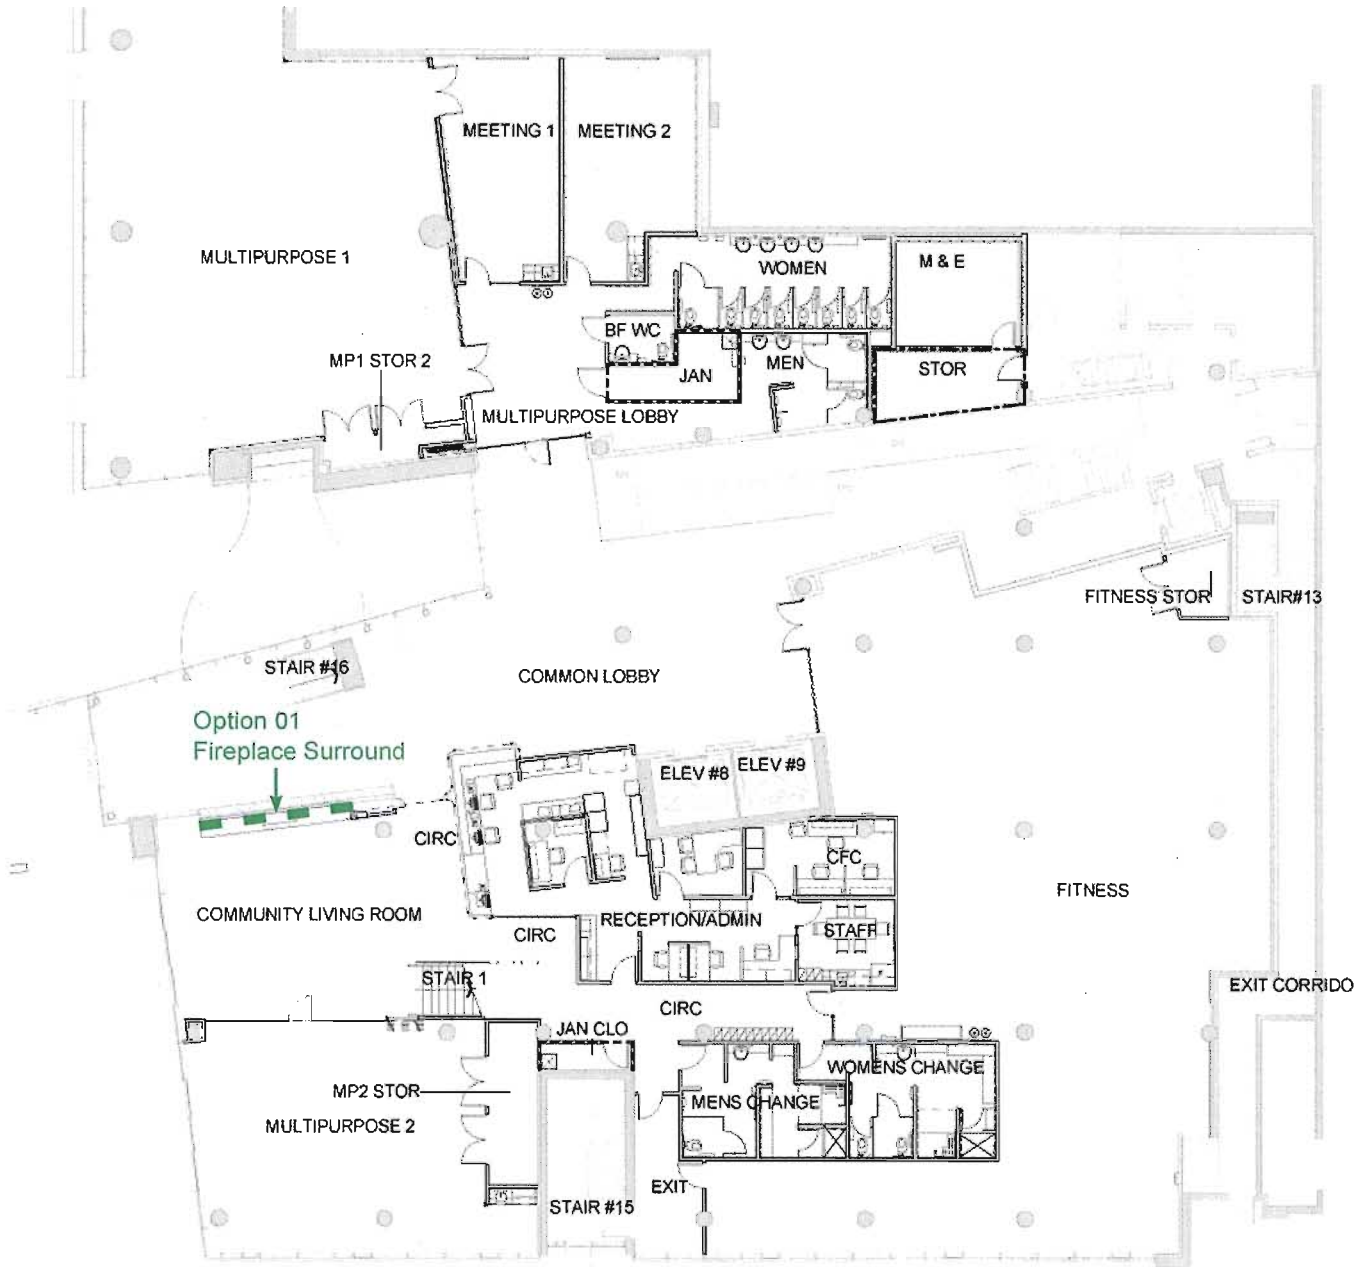 MEETING 1
MEETING 2
MULTIPURPOSE 1
WOMEN
M & E
BF WC
MP1 STOR 2
JAN
MEN
STOR
MULTIPURPOSE LOBBY
FITNESS STOR
STAIR#13
STAIR #16
COMMON LOBBY
Option 01
Fireplace Surround
ELEV #8
ELEV #9
CIRC
CFC
FITNESS
COMMUNITY LIVING ROOM
CIRC
RECEPTION/ADMIN
STAFF
STAIR 1
EXIT CORRIDO
CIRC
JAN CLO
WOMENS CHANGE
MP2 STOR
MENS CHANGE
MULTIPURPOSE 2
EXIT
STAIR #15